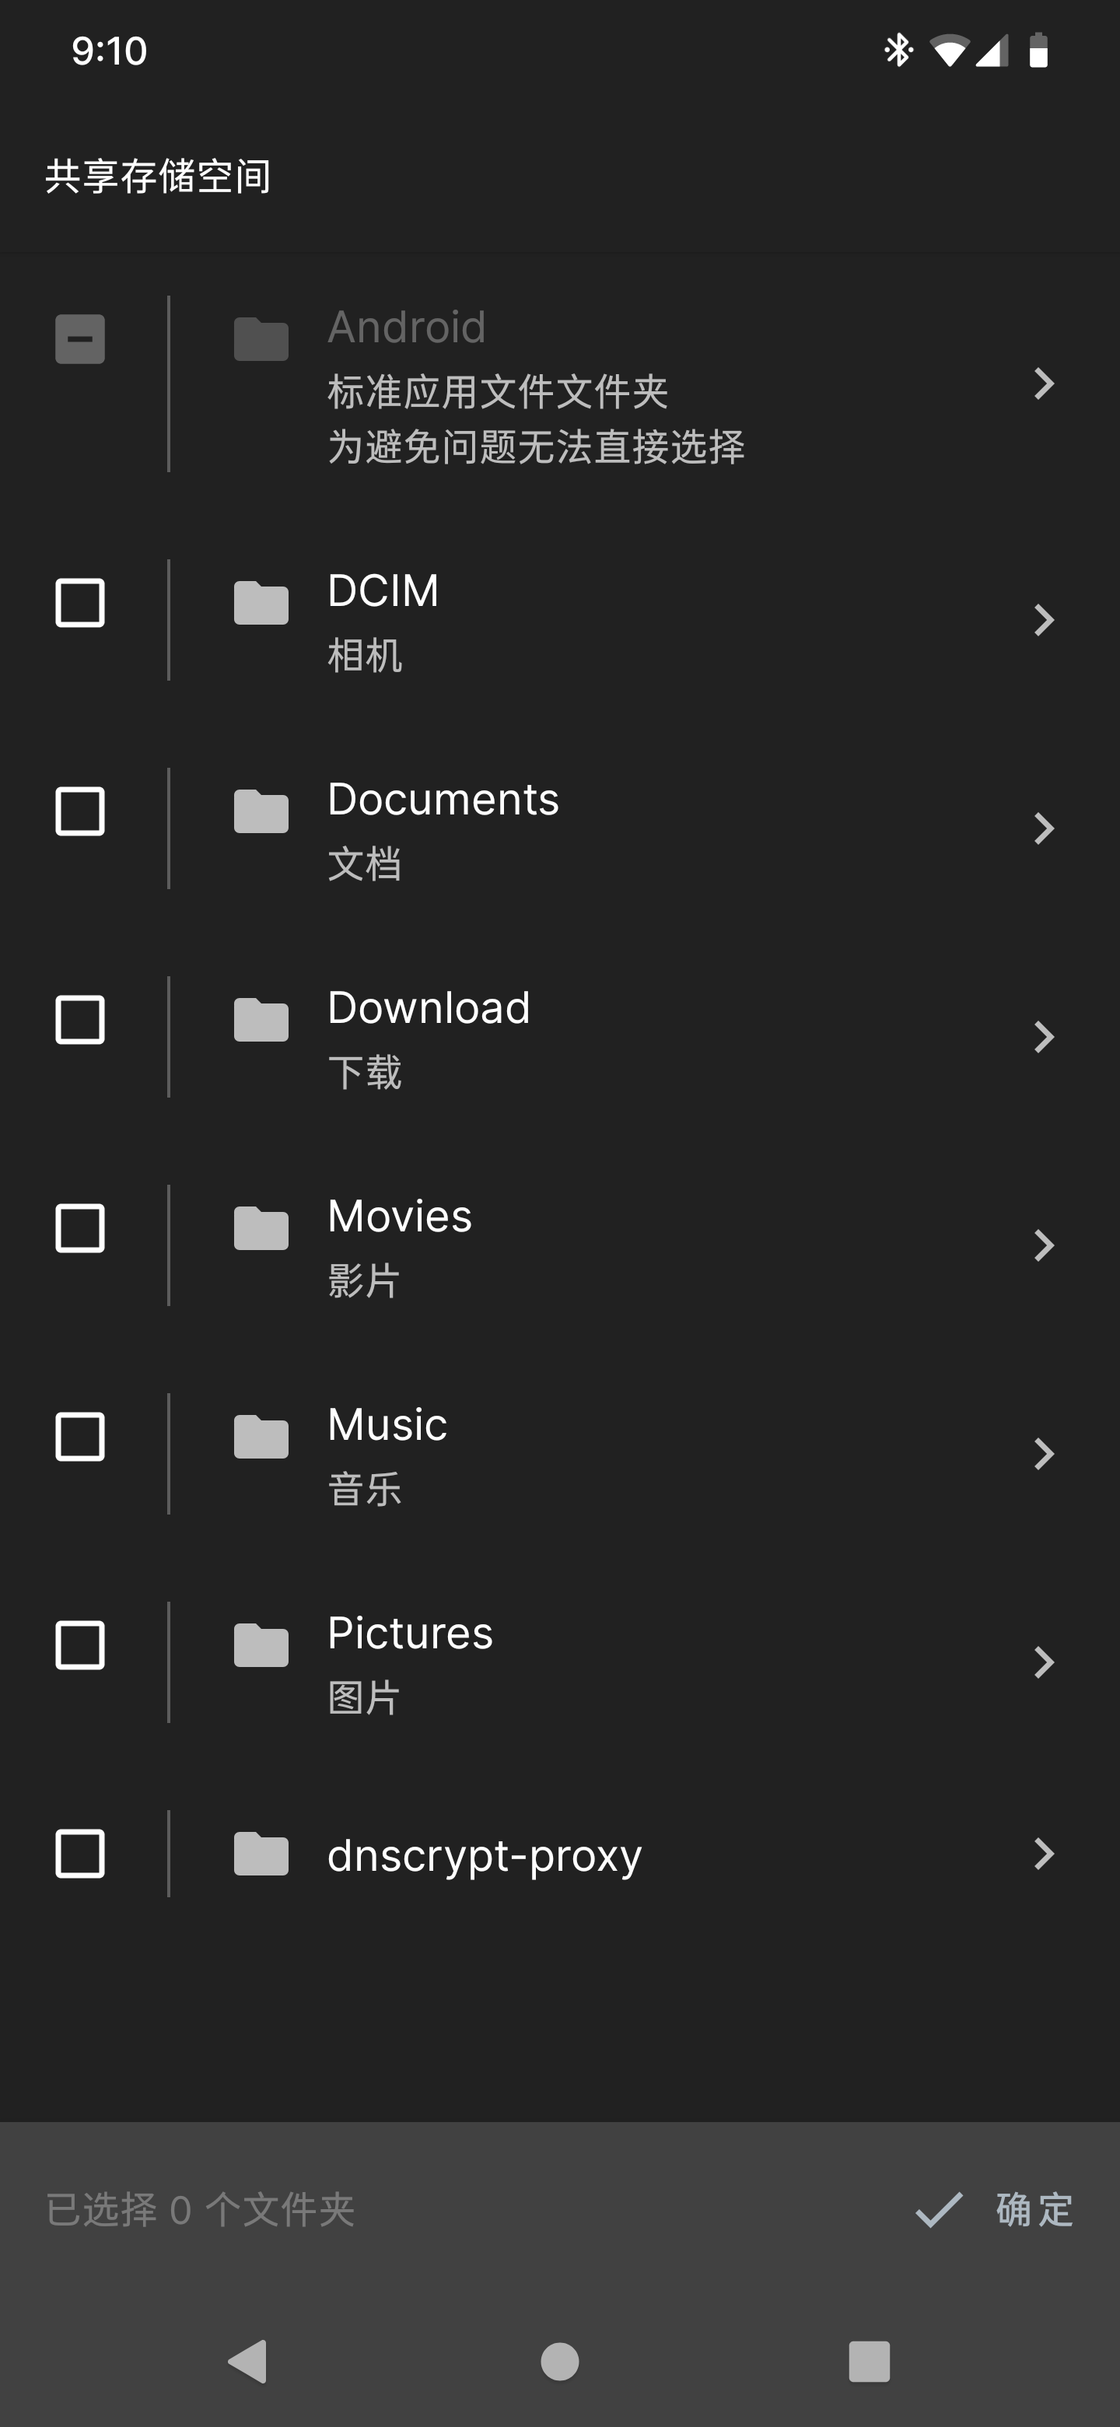 9:10
共享存储空间
Android
标准应用文件文件夹
为避免问题无法直接选择
DCIM
相机
Documents
文档
Download
下载
Movies
影片
Music
音乐
Pictures
图片
dnscrypt-proxy
已选择 0 个文件夹
确定